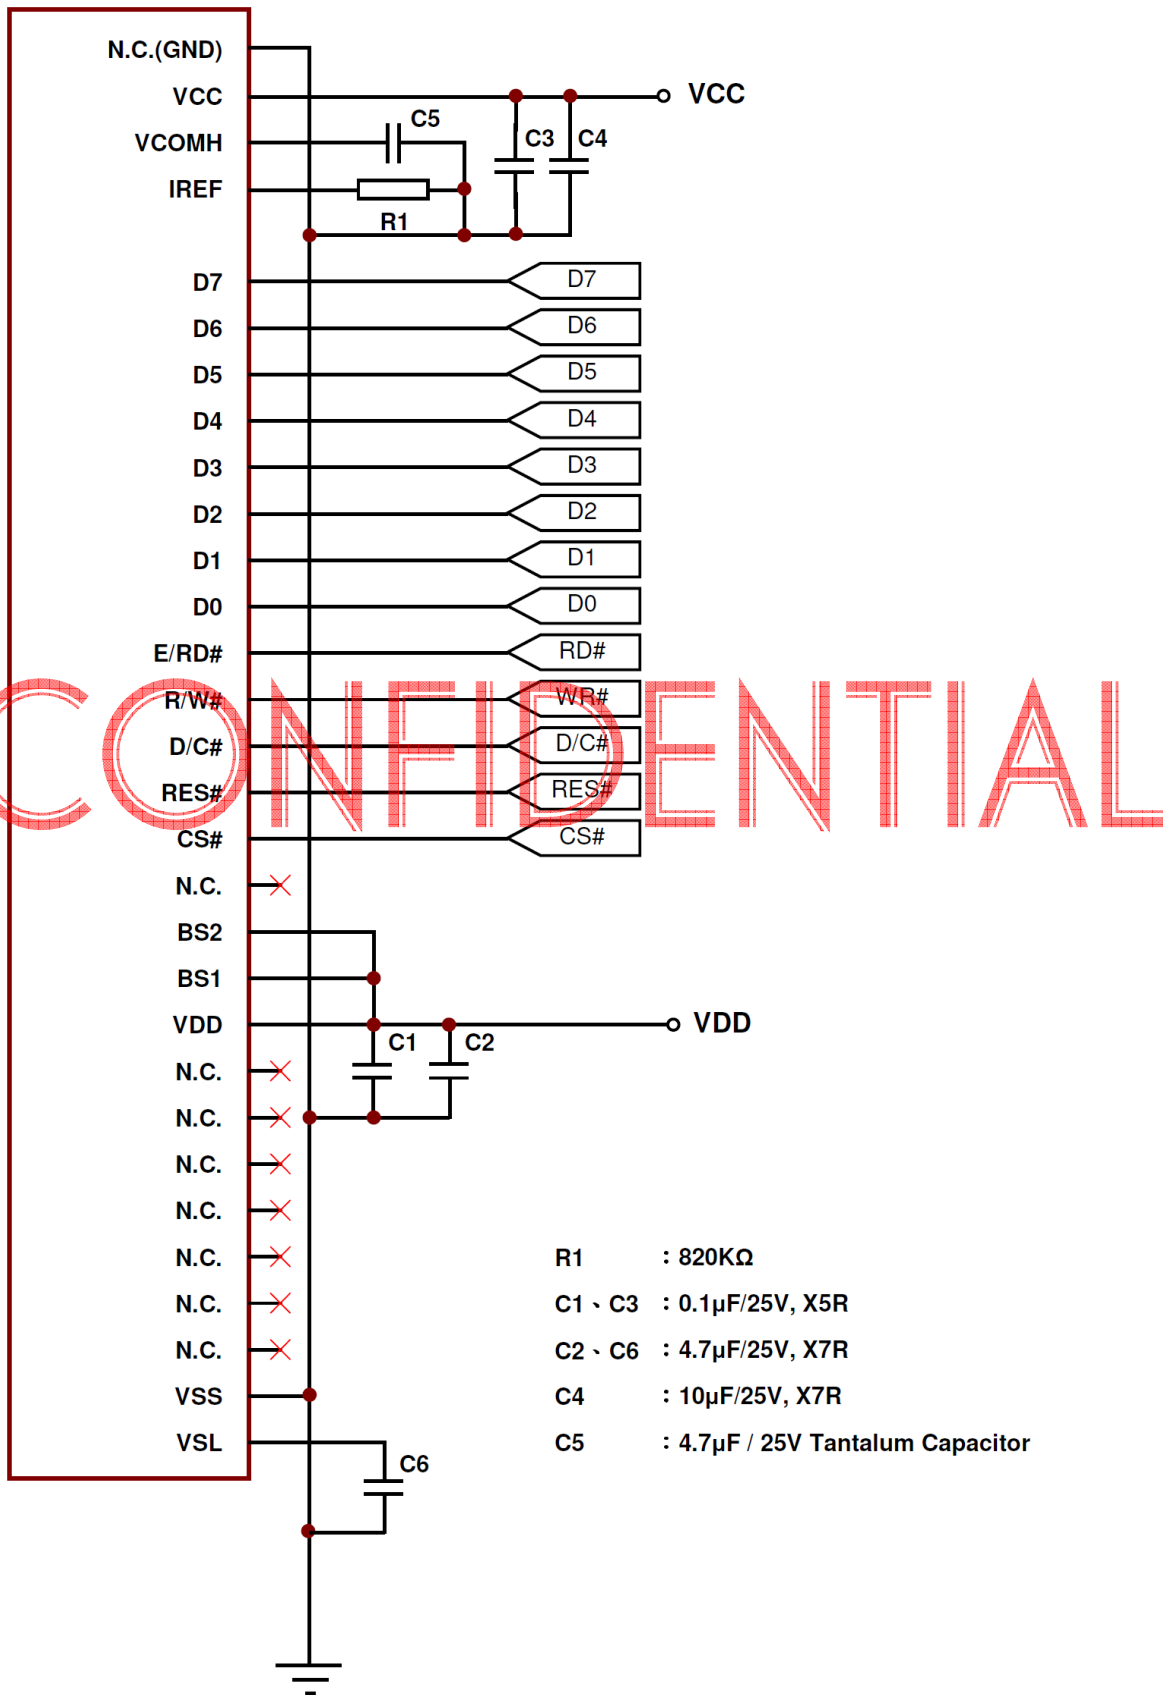 N.C.(GND)
VCC VCC
VCOMH C5 C3 C4
IREF
R1
D7 D7
D6 D6
D5 D5
D4 D4
D3 D3
D2 D2
D1 D1
D0 D0
E/RD# RD#
R/W# WR#
CONFIDENTIAL
D/C# D/C#
RES# RES#
CS# CS#
N.C.
BS2
BS1
VDD VDD
C1 C2
N.C.
N.C.
N.C.
N.C.
N.C.
N.C.
N.C.
VSS
VSL
C6
R1 : 820KΩ
C1、C3 : 0.1μF/25V, X5R
C2、C6 : 4.7μF/25V, X7R
C4 : 10μF/25V, X7R
C5 : 4.7μF / 25V Tantalum Capacitor